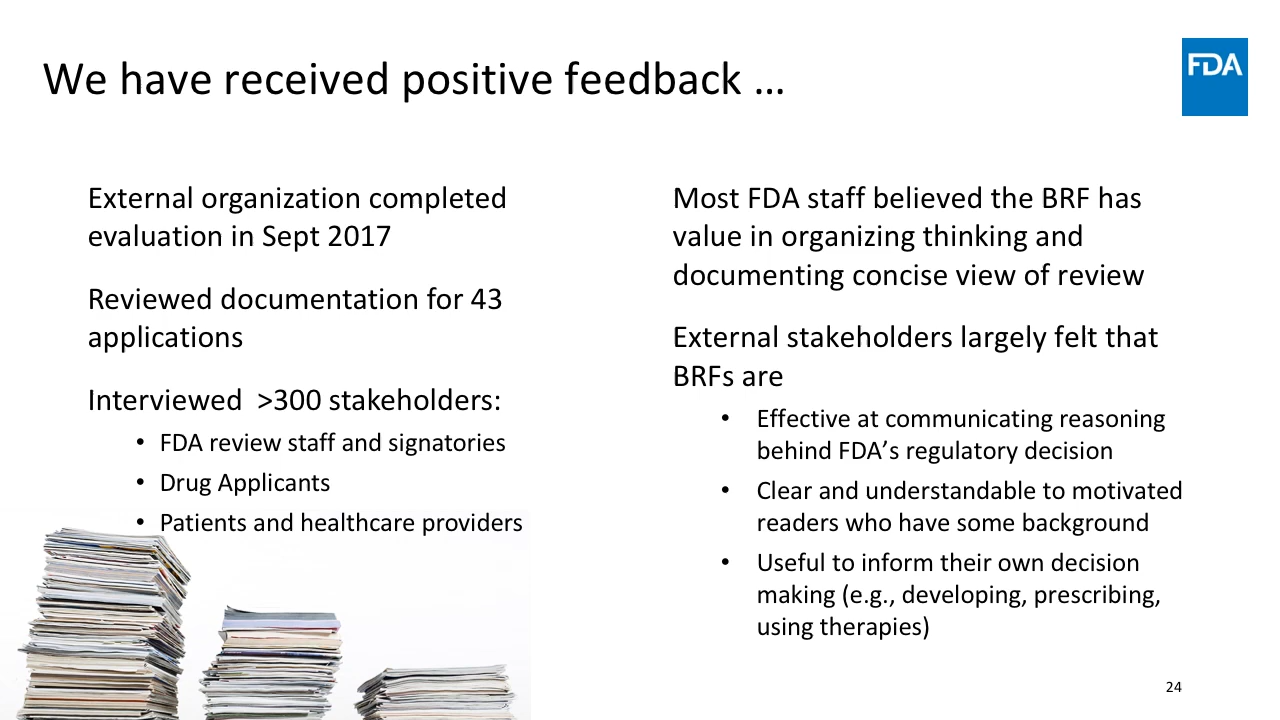 We have received positive feedback …
FDA
External organization completed
evaluation in Sept 2017
Reviewed documentation for 43
applications
Interviewed  >300 stakeholders:
• FDA review staff and signatories
• Drug Applicants
• Patients and healthcare providers
Most FDA staff believed the BRF has
value in organizing thinking and
documenting concise view of review
External stakeholders largely felt that
BRFs are
• Effective at communicating reasoning
behind FDA’s regulatory decision
• Clear and understandable to motivated
readers who have some background
• Useful to inform their own decision
making (e.g., developing, prescribing,
using therapies)
24